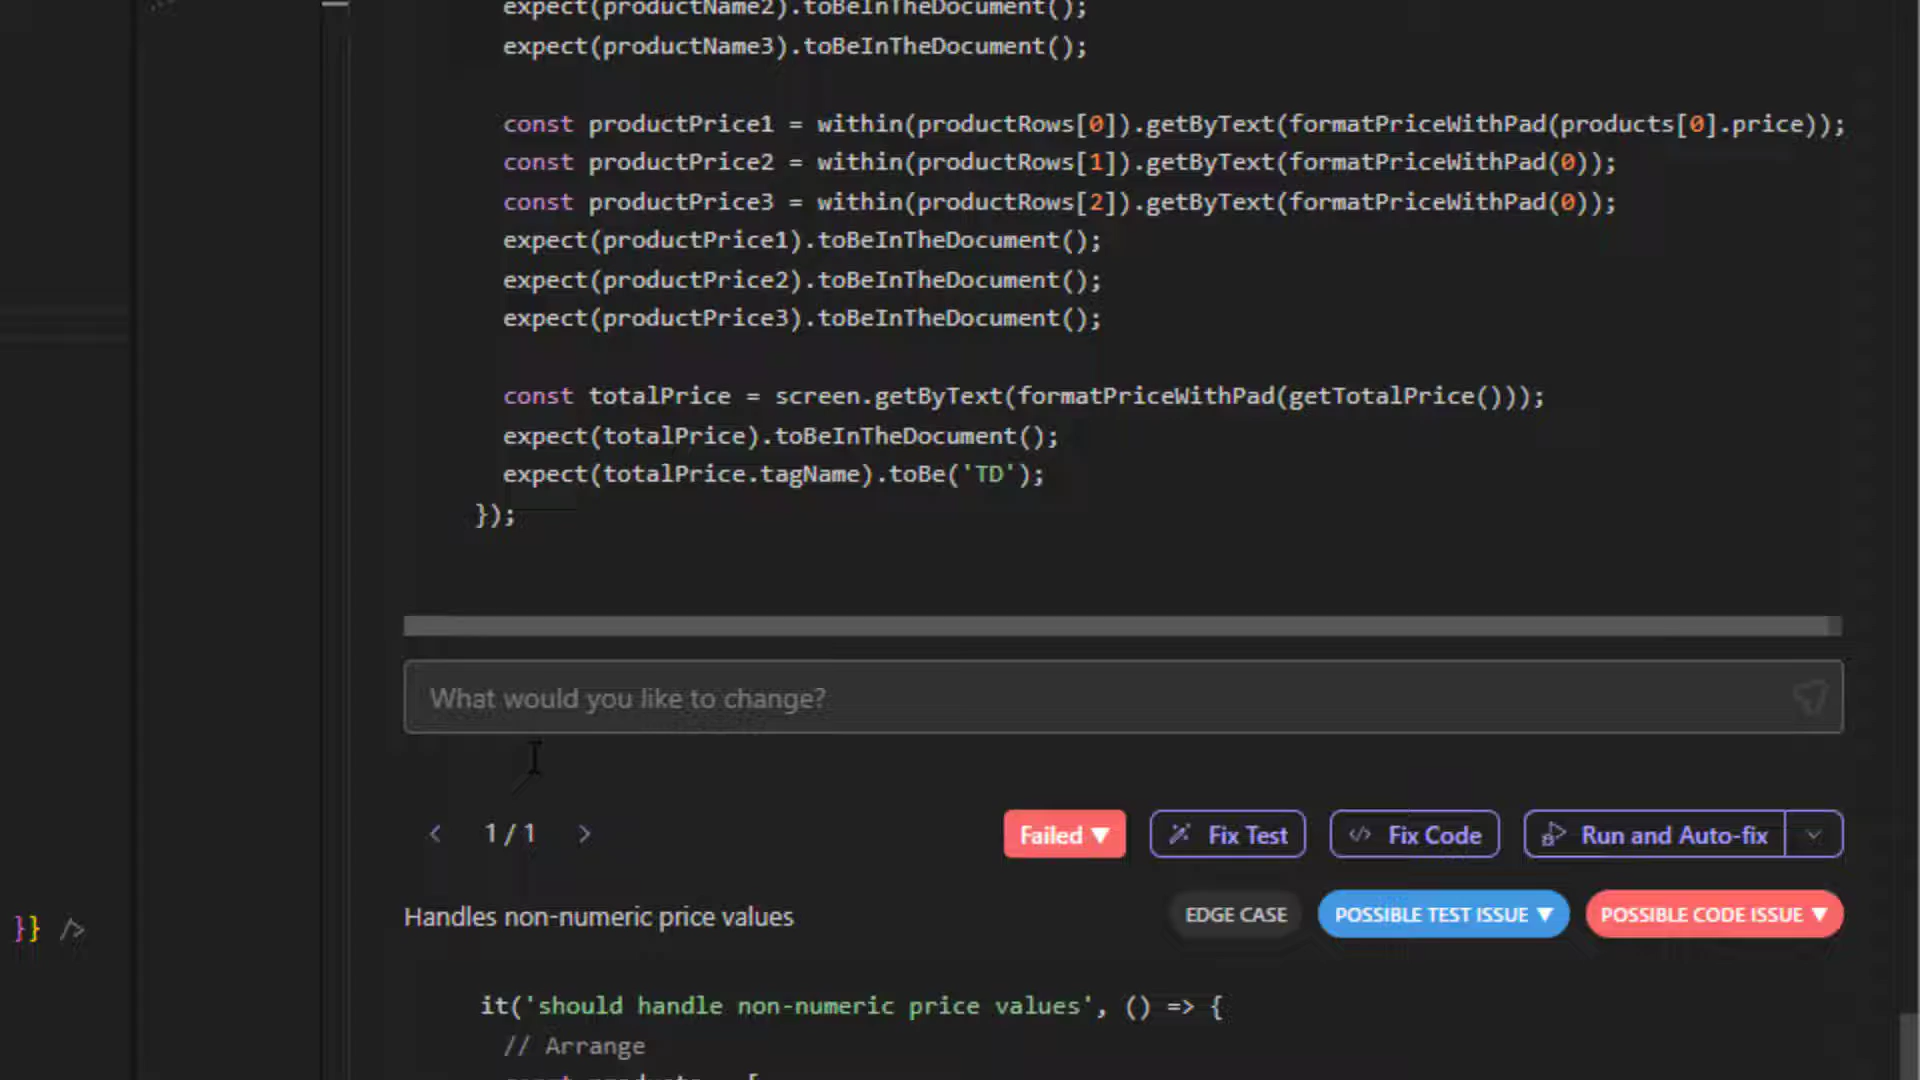 expect(productName2).toBeInTheDocument();
expect(productName3).toBeInTheDocument();
const productPrice1 = within(productRows[0]).getByText(formatPriceWithPad(products[0].price));
const productPrice2 = within(productRows[1]).getByText(formatPriceWithPad(0));
const productPrice3 = within(productRows[2]).getByText(formatPriceWithPad(0));
expect(productPrice1).toBeInTheDocument();
expect(productPrice2).toBeInTheDocument();
expect(productPrice3).toBeInTheDocument();
const totalPrice = screen.getByText(formatPriceWithPad(getTotalPrice()));
expect(totalPrice).toBeInTheDocument();
expect(totalPrice.tagName).toBe('TD');
});
What would you like to change?
< 1 / 1 > Failed ▼ Fix Test </> Fix Code Run and Auto-fix
Handles non-numeric price values EDGE CASE POSSIBLE TEST ISSUE ▼ POSSIBLE CODE ISSUE ▼
}} />
it('should handle non-numeric price values', () => {
// Arrange